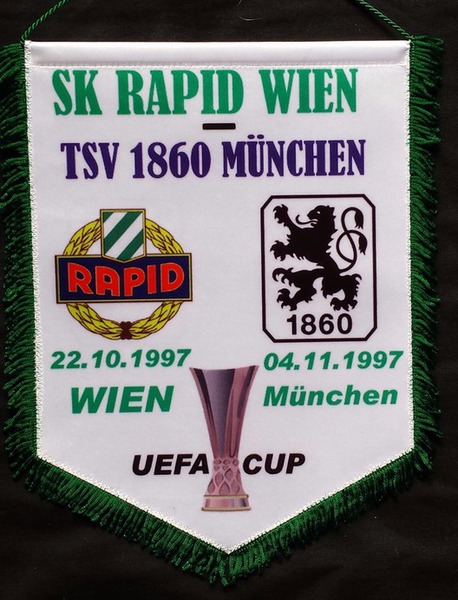 SK RAPID WIEN
–
TSV 1860 MÜNCHEN
RAPID
1860
22.10.1997
04.11.1997
WIEN
München
UEFA CUP